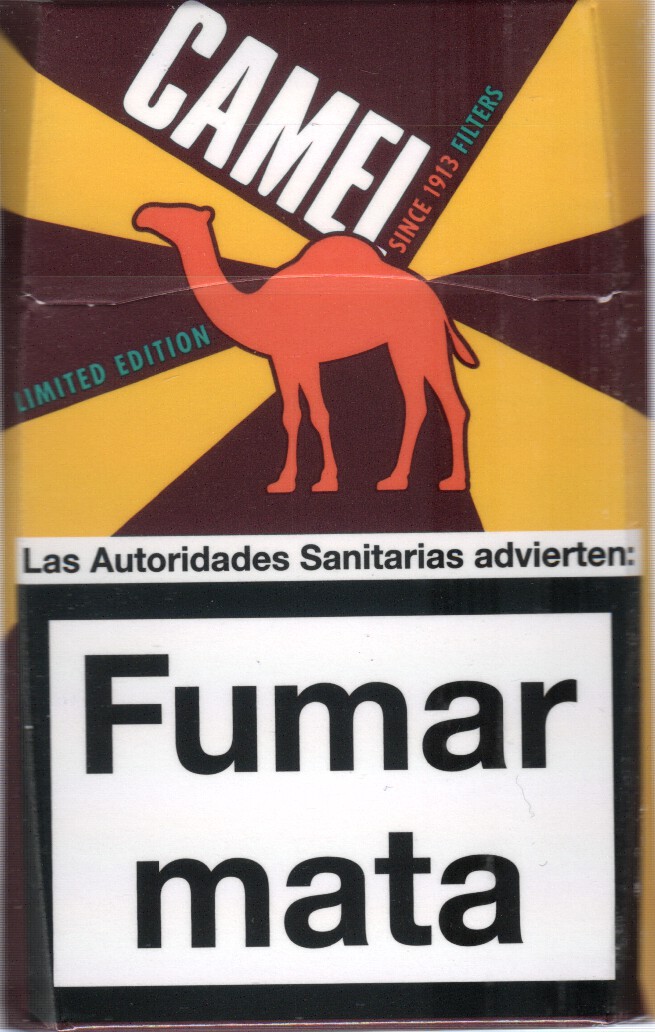 CAMEL
SINCE 1913 FILTERS
LIMITED EDITION
Las Autoridades Sanitarias advierten:
Fumar
mata